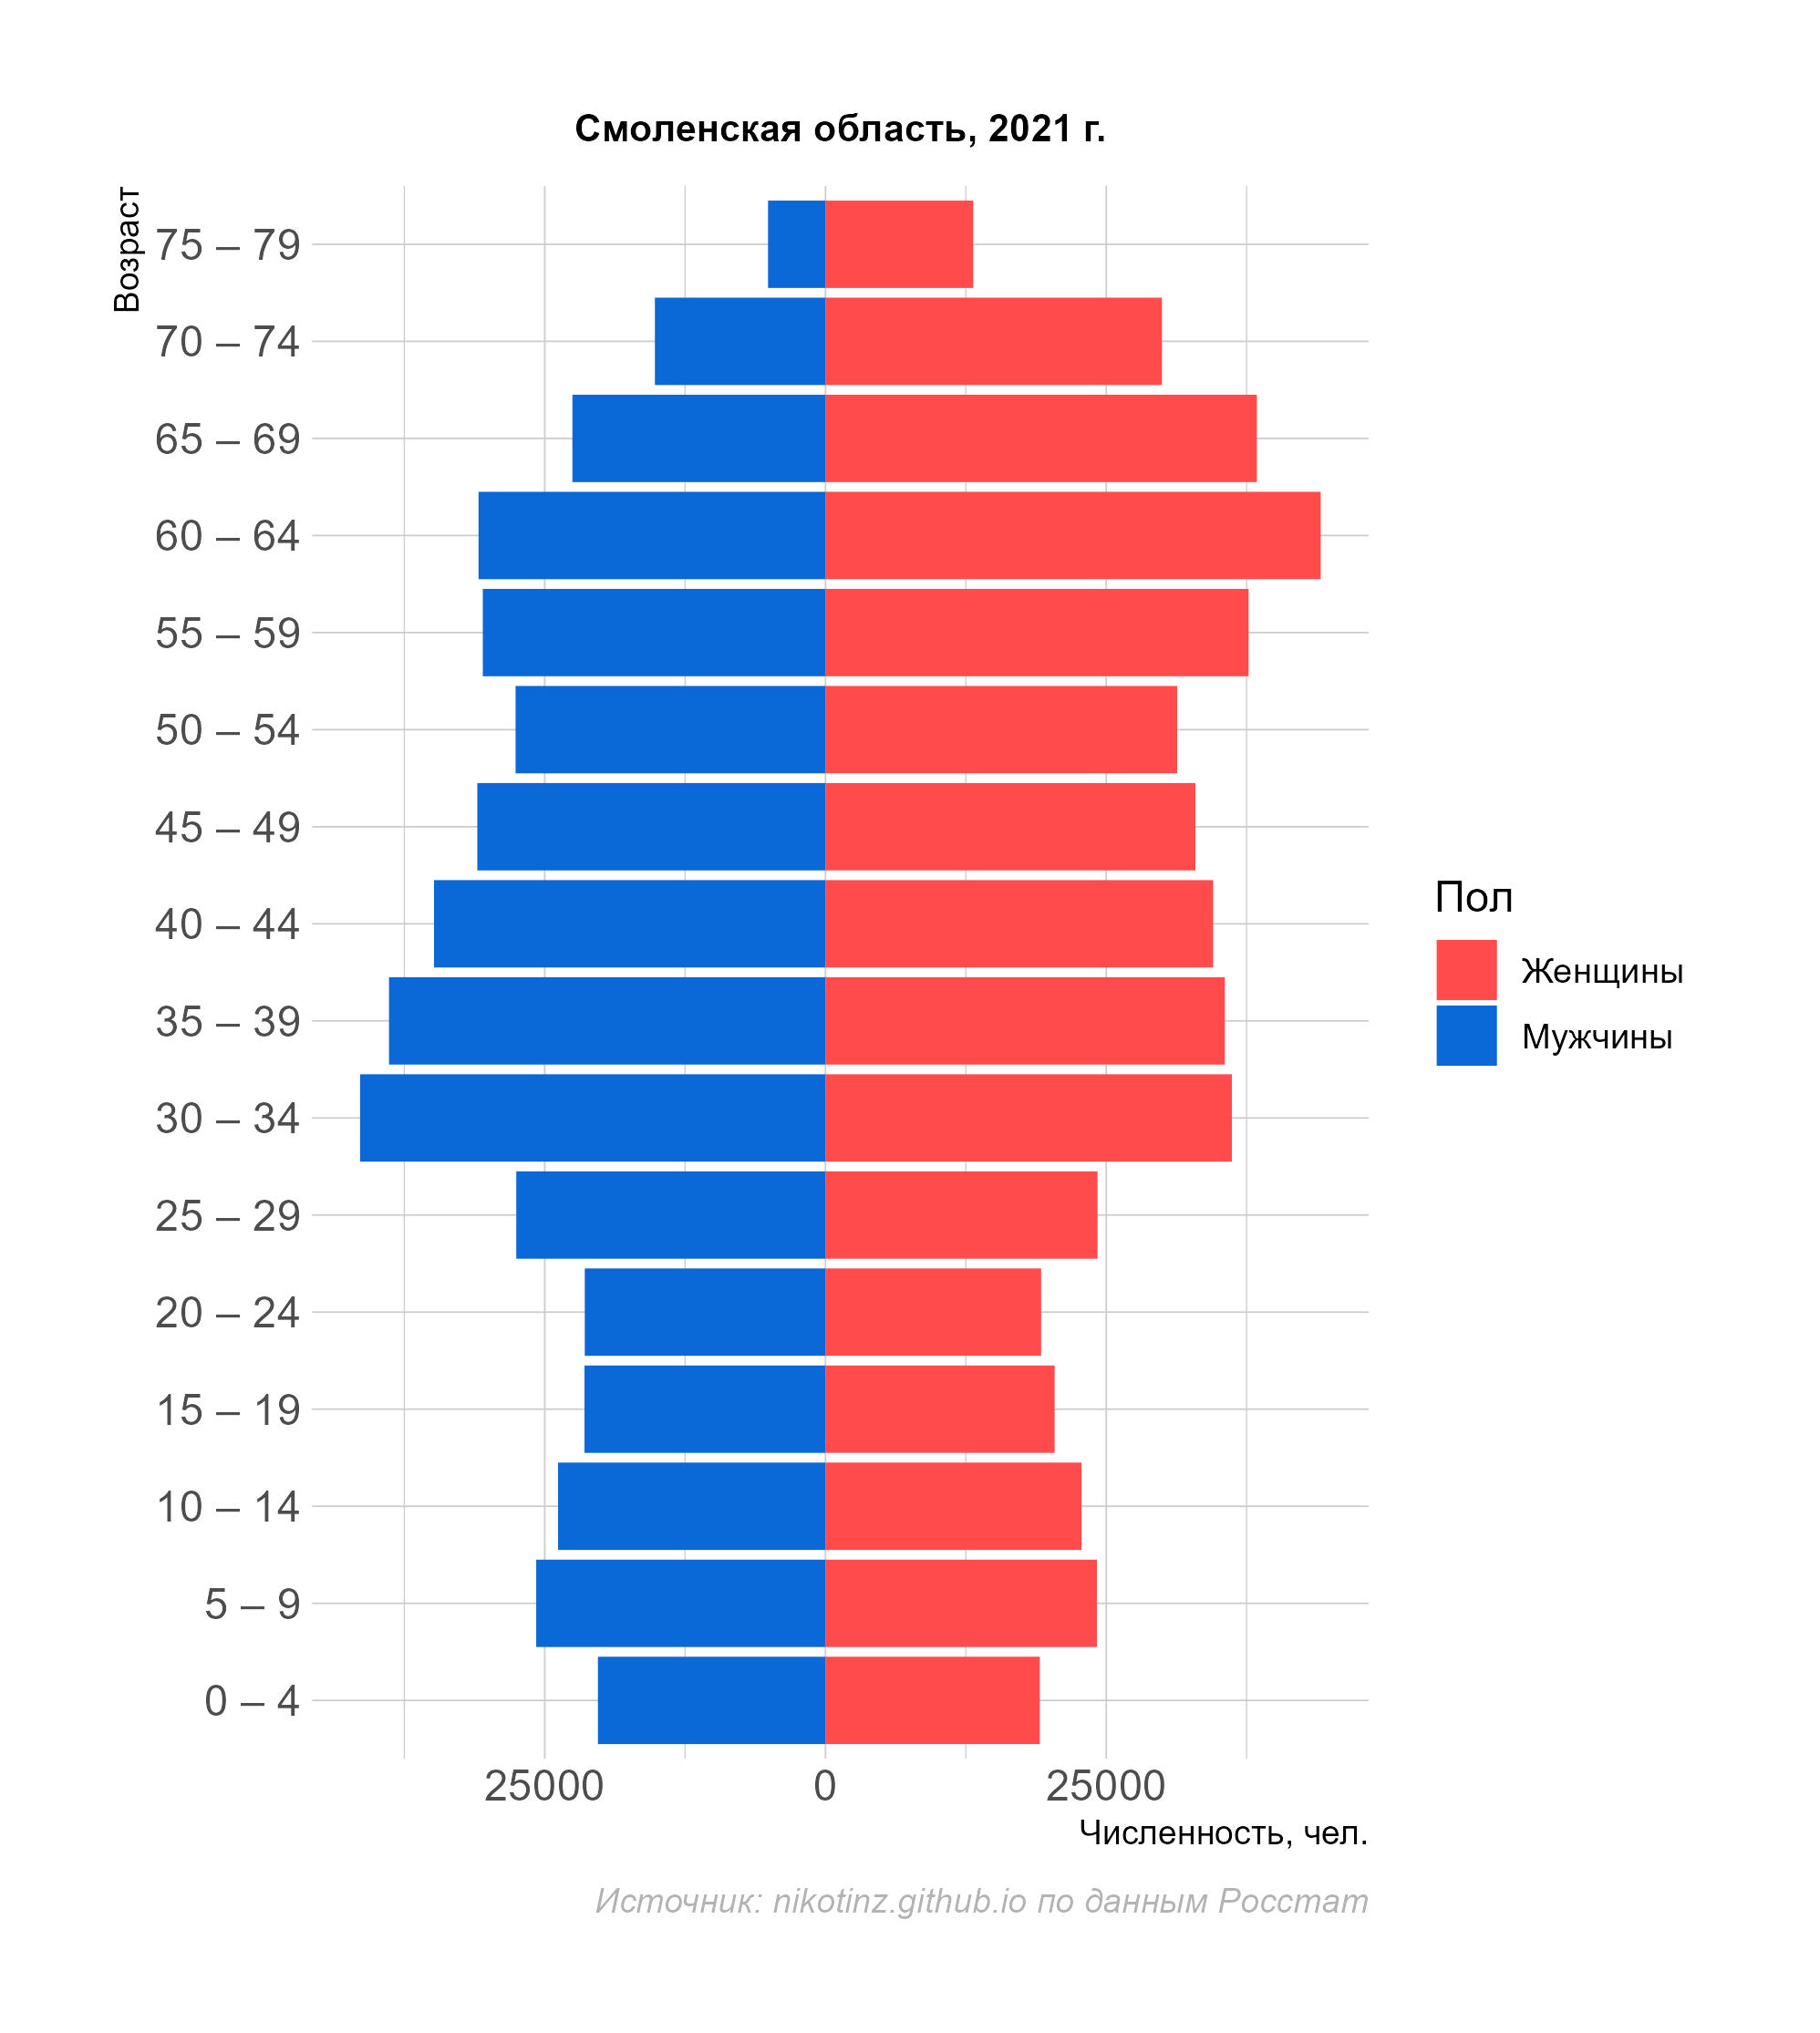 Смоленская область, 2021 г.
Возраст
75 – 79
70 – 74
65 – 69
60 – 64
55 – 59
50 – 54
45 – 49
40 – 44
35 – 39
30 – 34
25 – 29
20 – 24
15 – 19
10 – 14
5 – 9
0 – 4
25000 0 25000
Численность, чел.
Пол
Женщины
Мужчины
Источник: nikotinz.github.io по данным Росстат